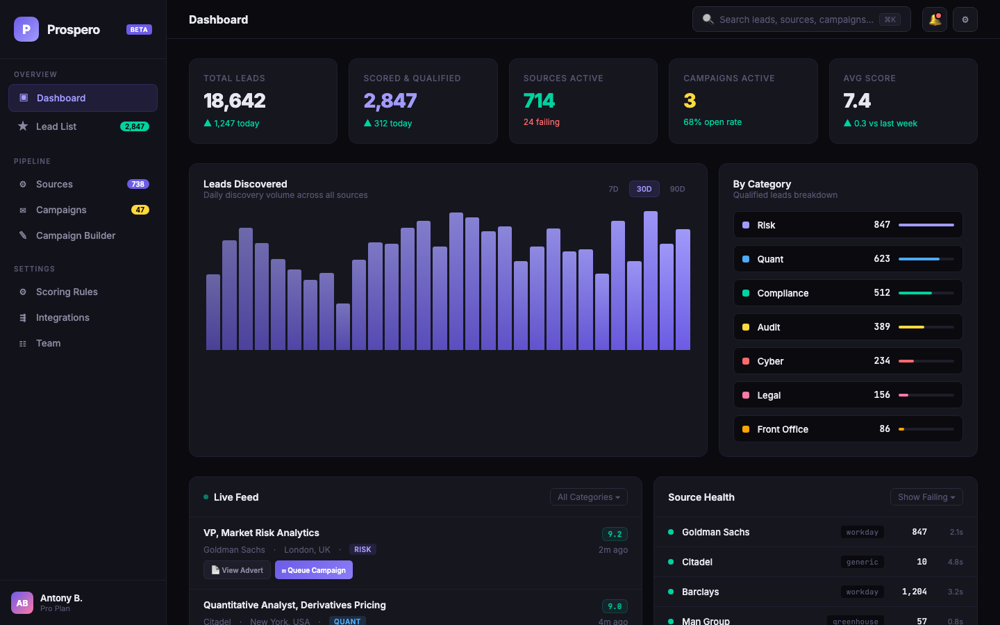 P Prospero BETA
OVERVIEW
Dashboard
Lead List 2,847
PIPELINE
Sources 738
Campaigns 47
Campaign Builder
SETTINGS
Scoring Rules
Integrations
Team
AB Antony B.
Pro Plan
Dashboard
Search leads, sources, campaigns... ⌘K
TOTAL LEADS
18,642
▲ 1,247 today
SCORED & QUALIFIED
2,847
▲ 312 today
SOURCES ACTIVE
714
24 failing
CAMPAIGNS ACTIVE
3
68% open rate
AVG SCORE
7.4
▲ 0.3 vs last week
Leads Discovered
Daily discovery volume across all sources
7D 30D 90D
By Category
Qualified leads breakdown
Risk 847
Quant 623
Compliance 512
Audit 389
Cyber 234
Legal 156
Front Office 86
Live Feed All Categories
VP, Market Risk Analytics 9.2
Goldman Sachs · London, UK · RISK 2m ago
View Advert Queue Campaign
Quantitative Analyst, Derivatives Pricing 9.0
Citadel · New York, USA · QUANT 4m ago
Source Health Show Failing
Goldman Sachs workday 847 2.1s
Citadel generic 10 4.8s
Barclays workday 1,204 3.2s
Man Group greenhouse 57 0.8s